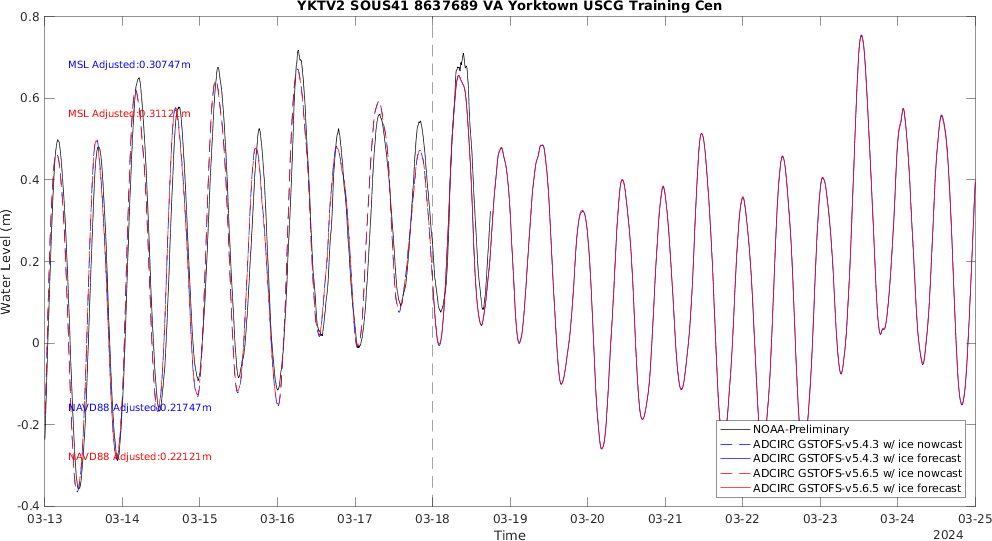 YKTV2 SOUS41 8637689 VA Yorktown USCG Training Cen
0.8
0.6
0.4
0.2
0
-0.2
-0.4
Water Level (m)
MSL Adjusted:0.30747m
MSL Adjusted:0.31121m
NAVD88 Adjusted:0.21747m
NAVD88 Adjusted:0.22121m
NOAA-Preliminary
ADCIRC GSTOFS-v5.4.3 w/ ice nowcast
ADCIRC GSTOFS-v5.4.3 w/ ice forecast
ADCIRC GSTOFS-v5.6.5 w/ ice nowcast
ADCIRC GSTOFS-v5.6.5 w/ ice forecast
03-13 03-14 03-15 03-16 03-17 03-18 03-19 03-20 03-21 03-22 03-23 03-24 03-25
Time
2024